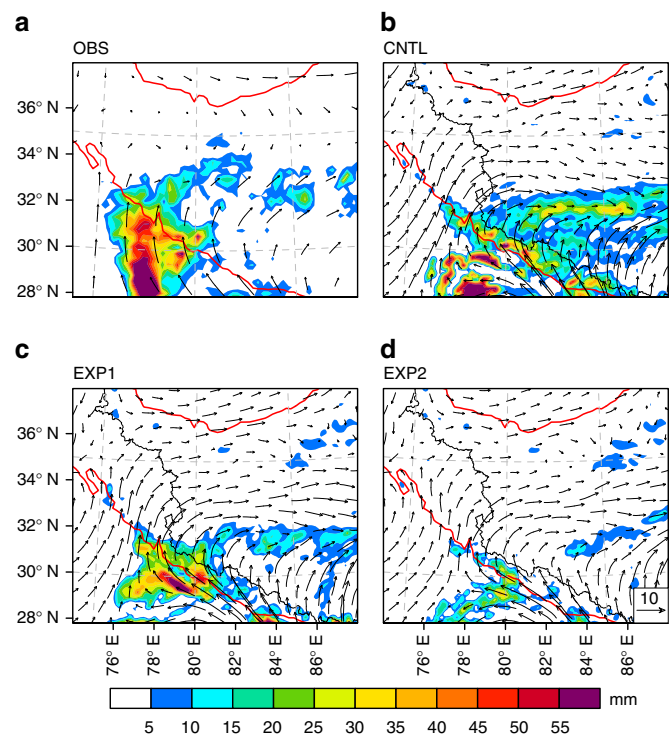 a
OBS
b
CNTL
36° N
34° N
32° N
30° N
28° N
c
EXP1
d
EXP2
36° N
34° N
32° N
30° N
28° N
10
76° E
78° E
80° E
82° E
84° E
86° E
76° E
78° E
80° E
82° E
84° E
86° E
mm
5 10 15 20 25 30 35 40 45 50 55